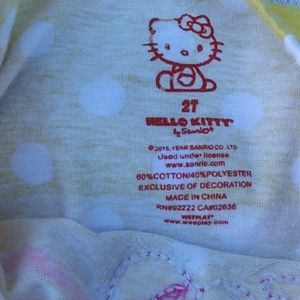 2T
HELLO KITTY
by Sanrio®
©2015, YEAR SANRIO CO. LTD
Used under license
www.sanrio.com
60%COTTON/40%POLYESTER
EXCLUSIVE OF DECORATION
MADE IN CHINA
RN#92222 CA#02636
WEEPLAY®
www.weeplay.com